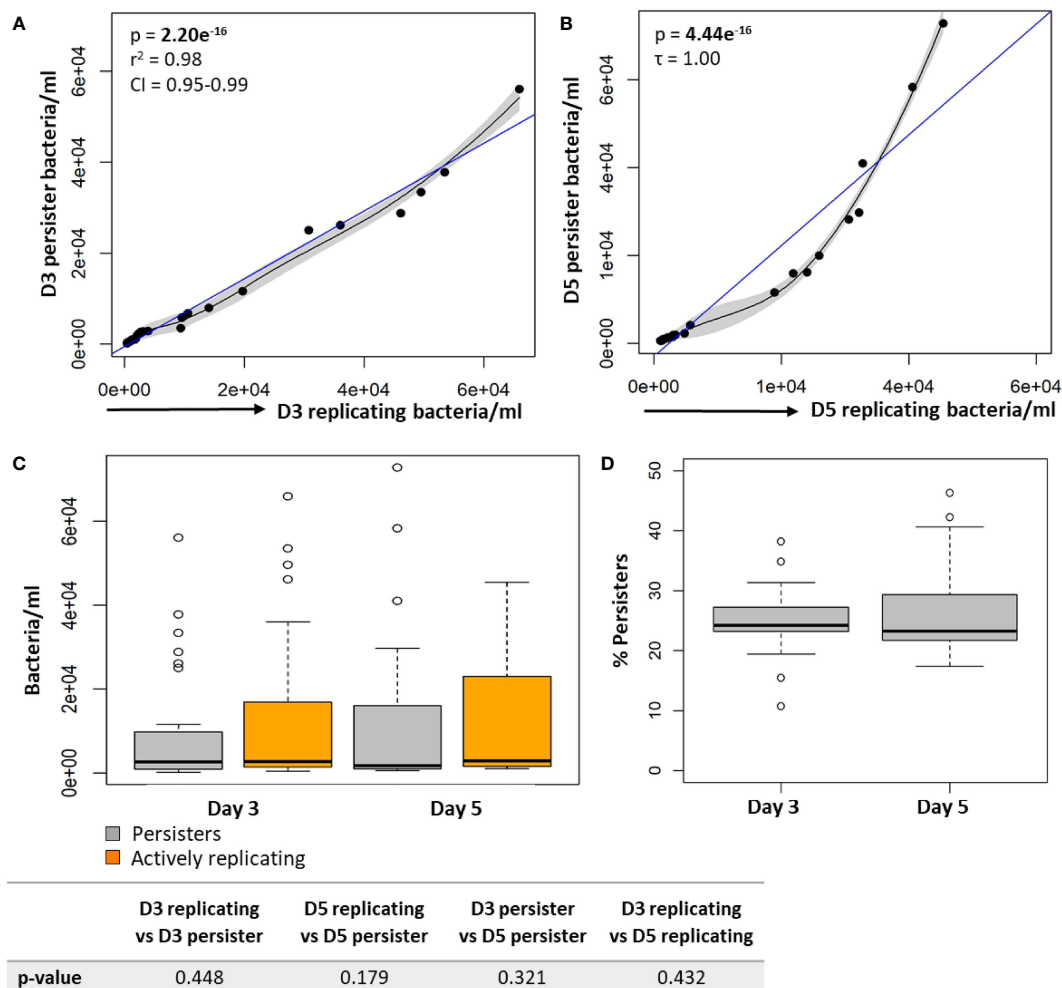 A
p = 2.20e-16
r2 = 0.98
CI = 0.95-0.99
D3 persister bacteria/ml
0e+00
2e+04
4e+04
6e+04
0e+00 2e+04 4e+04 6e+04
D3 replicating bacteria/ml
B
p = 4.44e-16
τ = 1.00
D5 persister bacteria/ml
0e+00
1e+04
4e+04
6e+04
0e+00 1e+04 4e+04 6e+04
D5 replicating bacteria/ml
C
Bacteria/ml
0e+00
2e+04
4e+04
6e+04
Day 3 Day 5
Persisters
Actively replicating
D
% Persisters
50
40
30
20
10
0
Day 3 Day 5
D3 replicating D5 replicating D3 persister D3 replicating
vs D3 persister vs D5 persister vs D5 persister vs D5 replicating
p-value 0.448 0.179 0.321 0.432